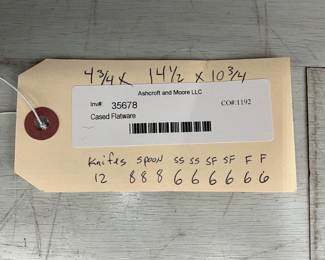 4 3/4 x 14 1/2 x 10 3/4
Ashcroft and Moore LLC
Inv#: 35678 CO#:1192
Cased Flatware
Knifes spoon SS SS SF SF F F
12 8 8 8 6 6 6 6 6 6